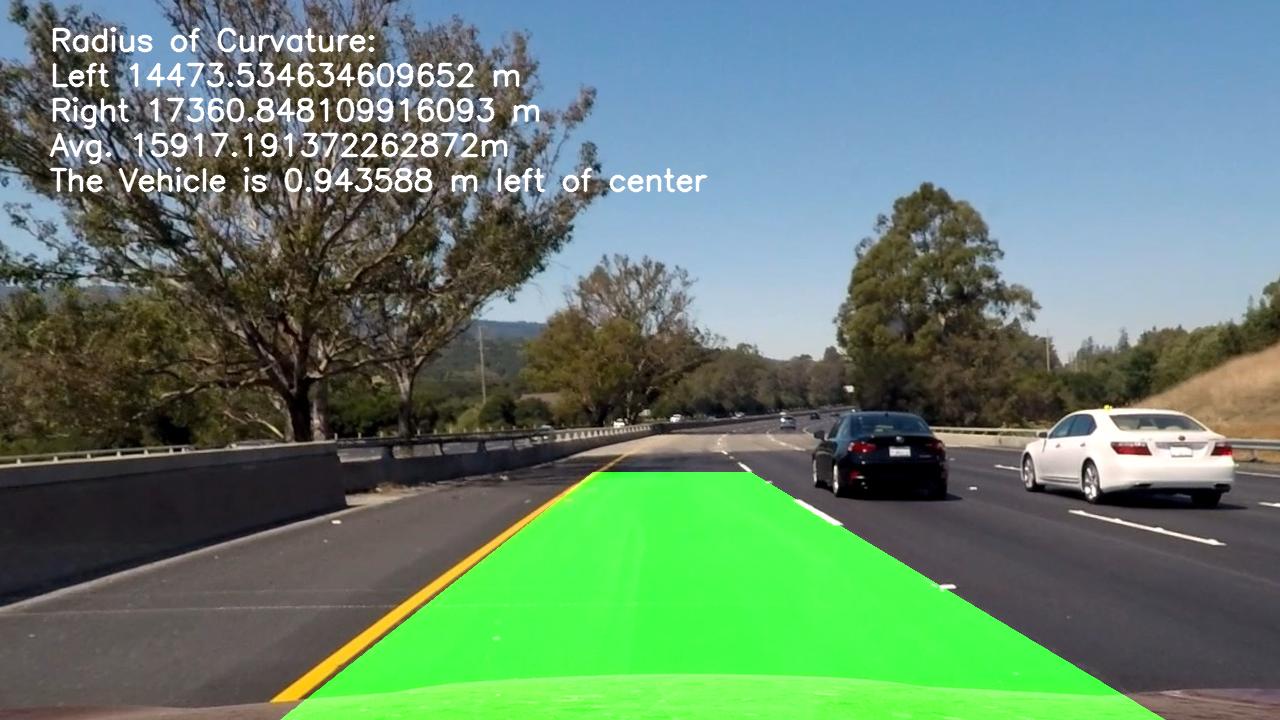 Radius of Curvature:
Left 14473.534634609652 m
Right 17360.848109916093 m
Avg. 15917.191372262872m
The Vehicle is 0.943588 m left of center